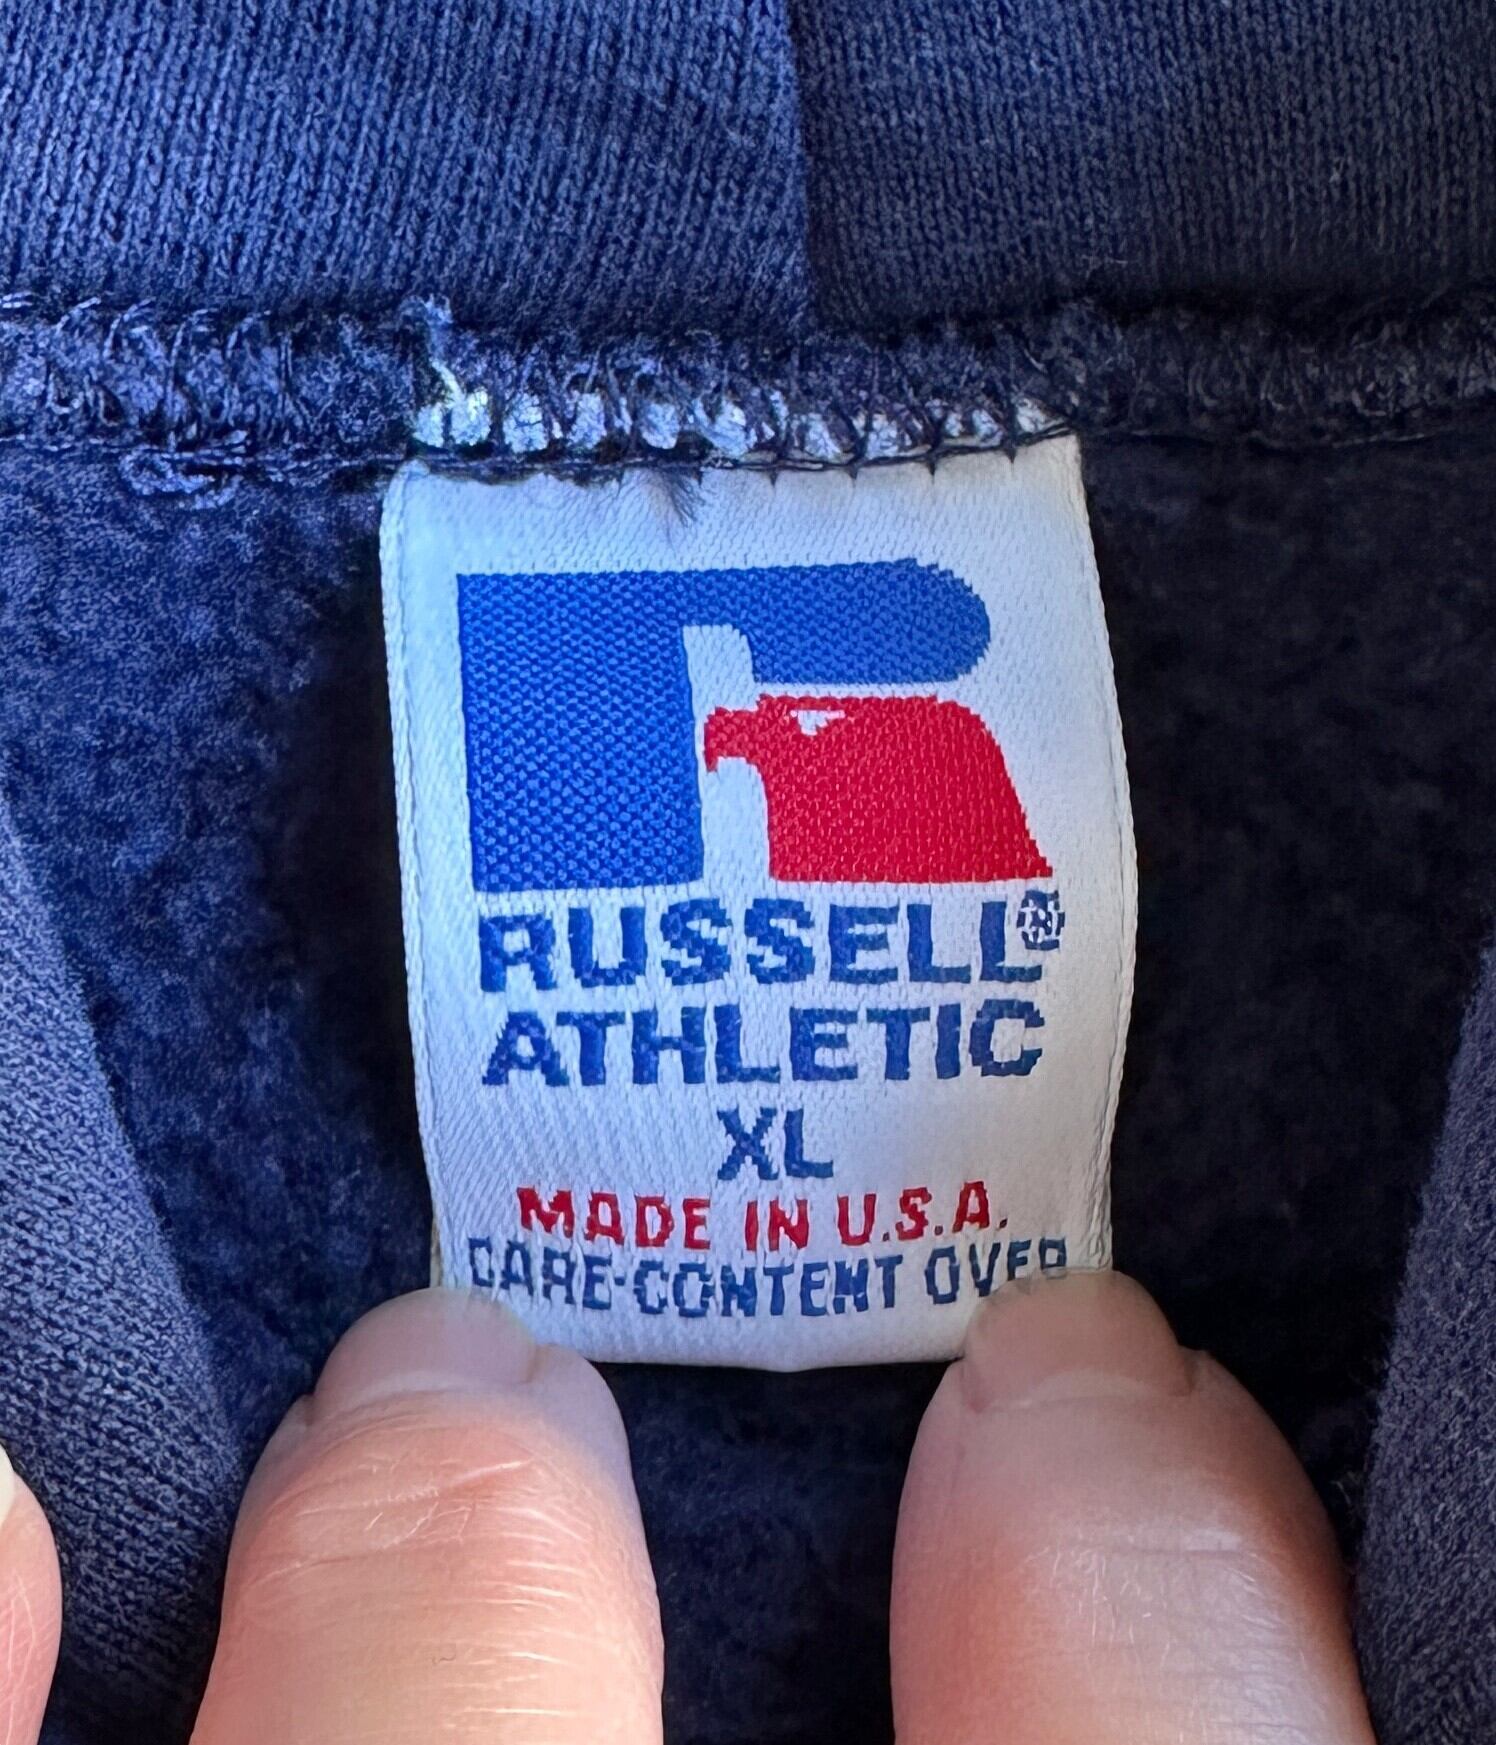 RUSSELL®
ATHLETIC
XL
MADE IN U.S.A.
CARE-CONTENT OVER